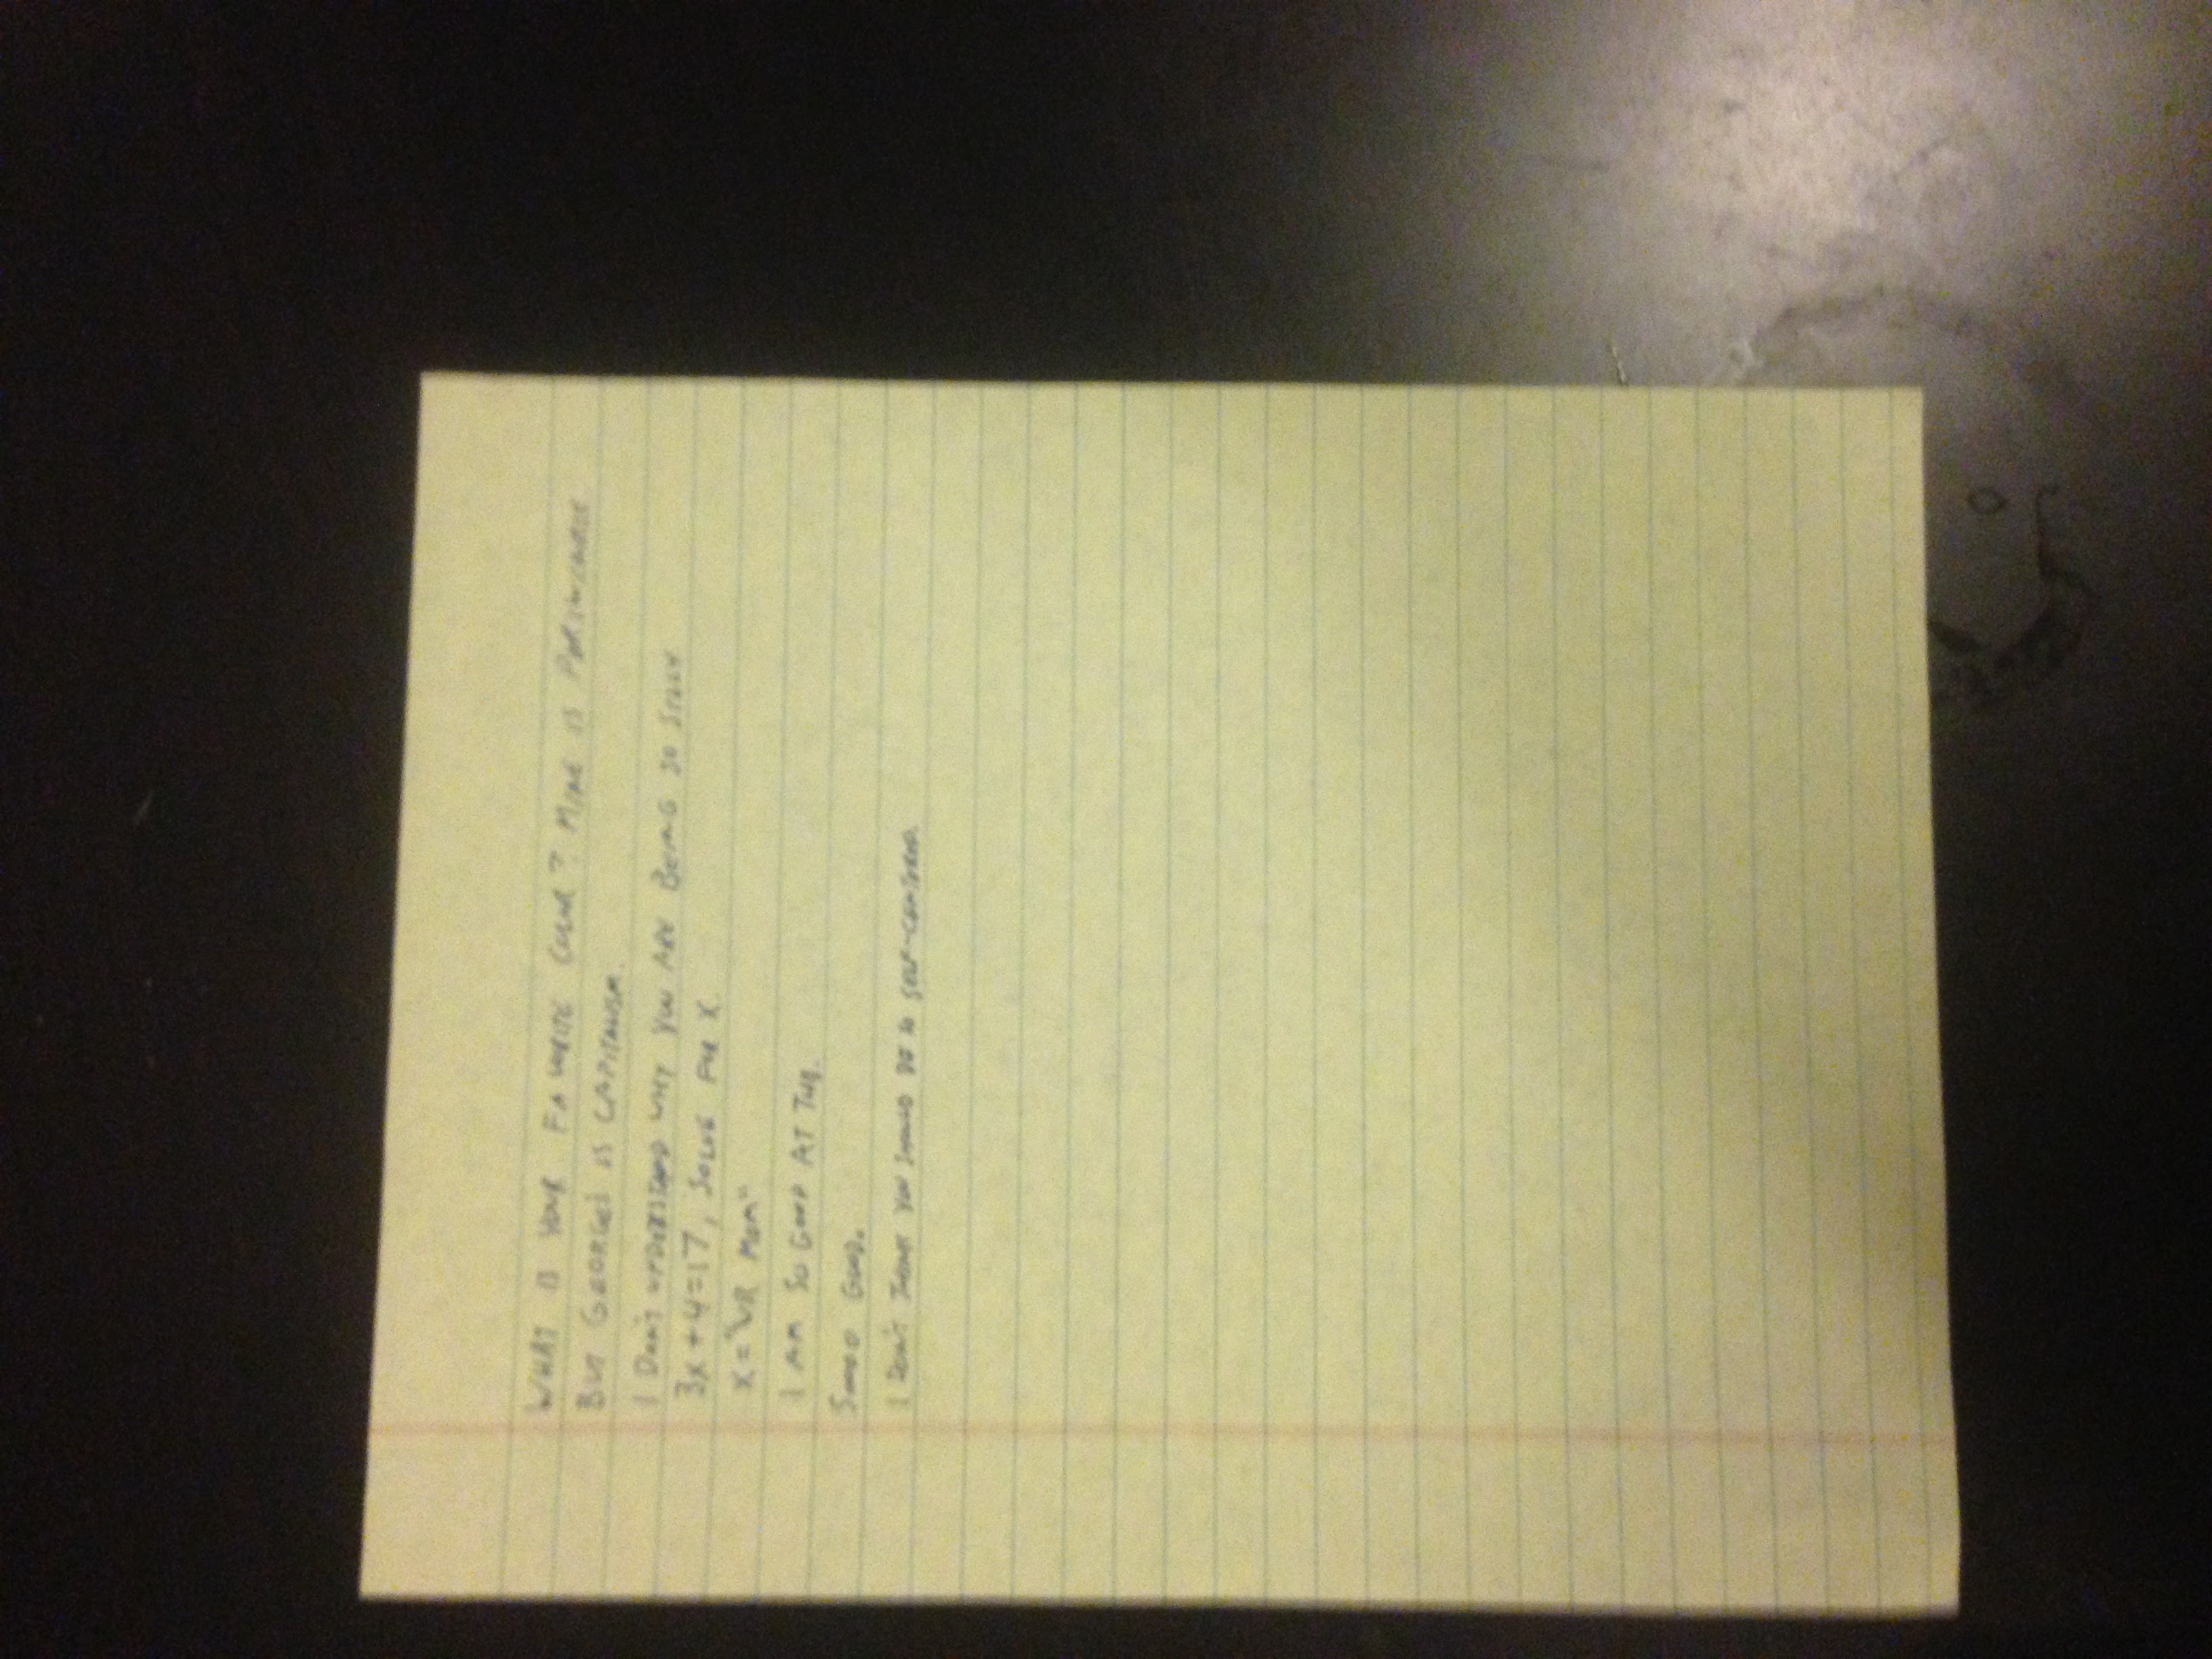 WHAT IS YOUR FAVORITE COLOR? MINE IS PERIWINKLE
BUT GEORGE'S IS CAPITALISM.
I DON'T UNDERSTAND WHY YOU ARE BEING SO SILLY
3x+4=17, SOLVE FOR X.
X="UR MOM"
I AM SO GOOD AT THIS.
SOOOO GOOD.
I DON'T THINK YOU SHOULD BE SO SELF-CENTERED.